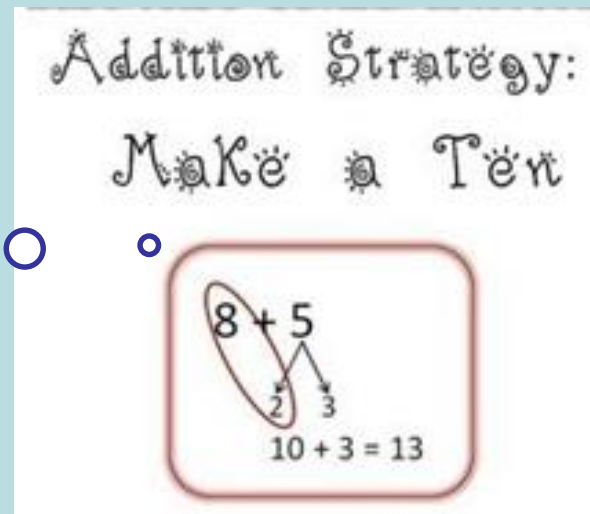 Addition Strategy:
Make a Ten
8 + 5
2 3
10 + 3 = 13